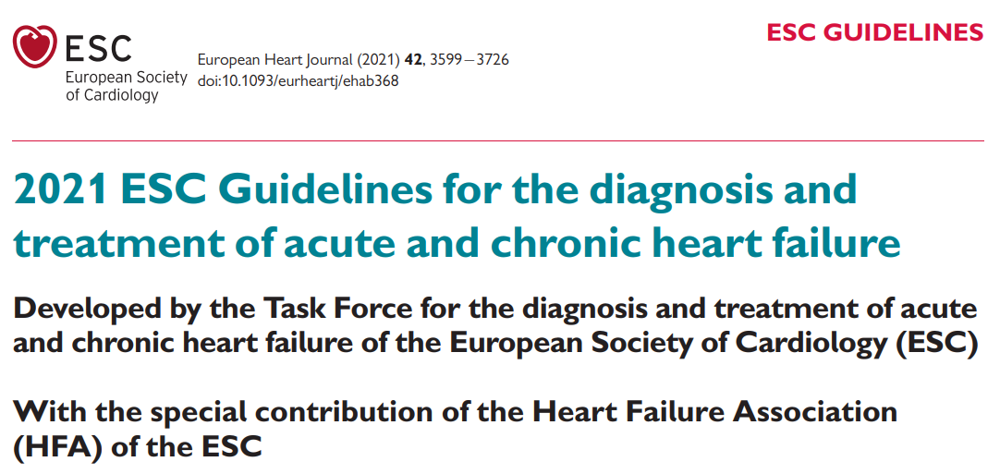 ESC
European Society
of Cardiology
European Heart Journal (2021) 42, 3599–3726
doi:10.1093/eurheartj/ehab368
ESC GUIDELINES
2021 ESC Guidelines for the diagnosis and
treatment of acute and chronic heart failure
Developed by the Task Force for the diagnosis and treatment of acute
and chronic heart failure of the European Society of Cardiology (ESC)
With the special contribution of the Heart Failure Association
(HFA) of the ESC